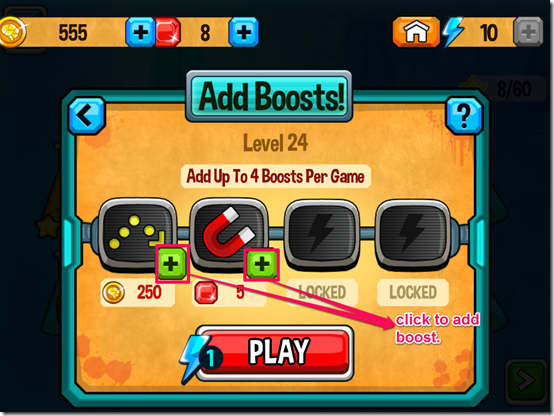 555 8 10
8/60
Add Boosts!
?
Level 24
Add Up To 4 Boosts Per Game
250 5 LOCKED LOCKED
click to add
boost.
1 PLAY